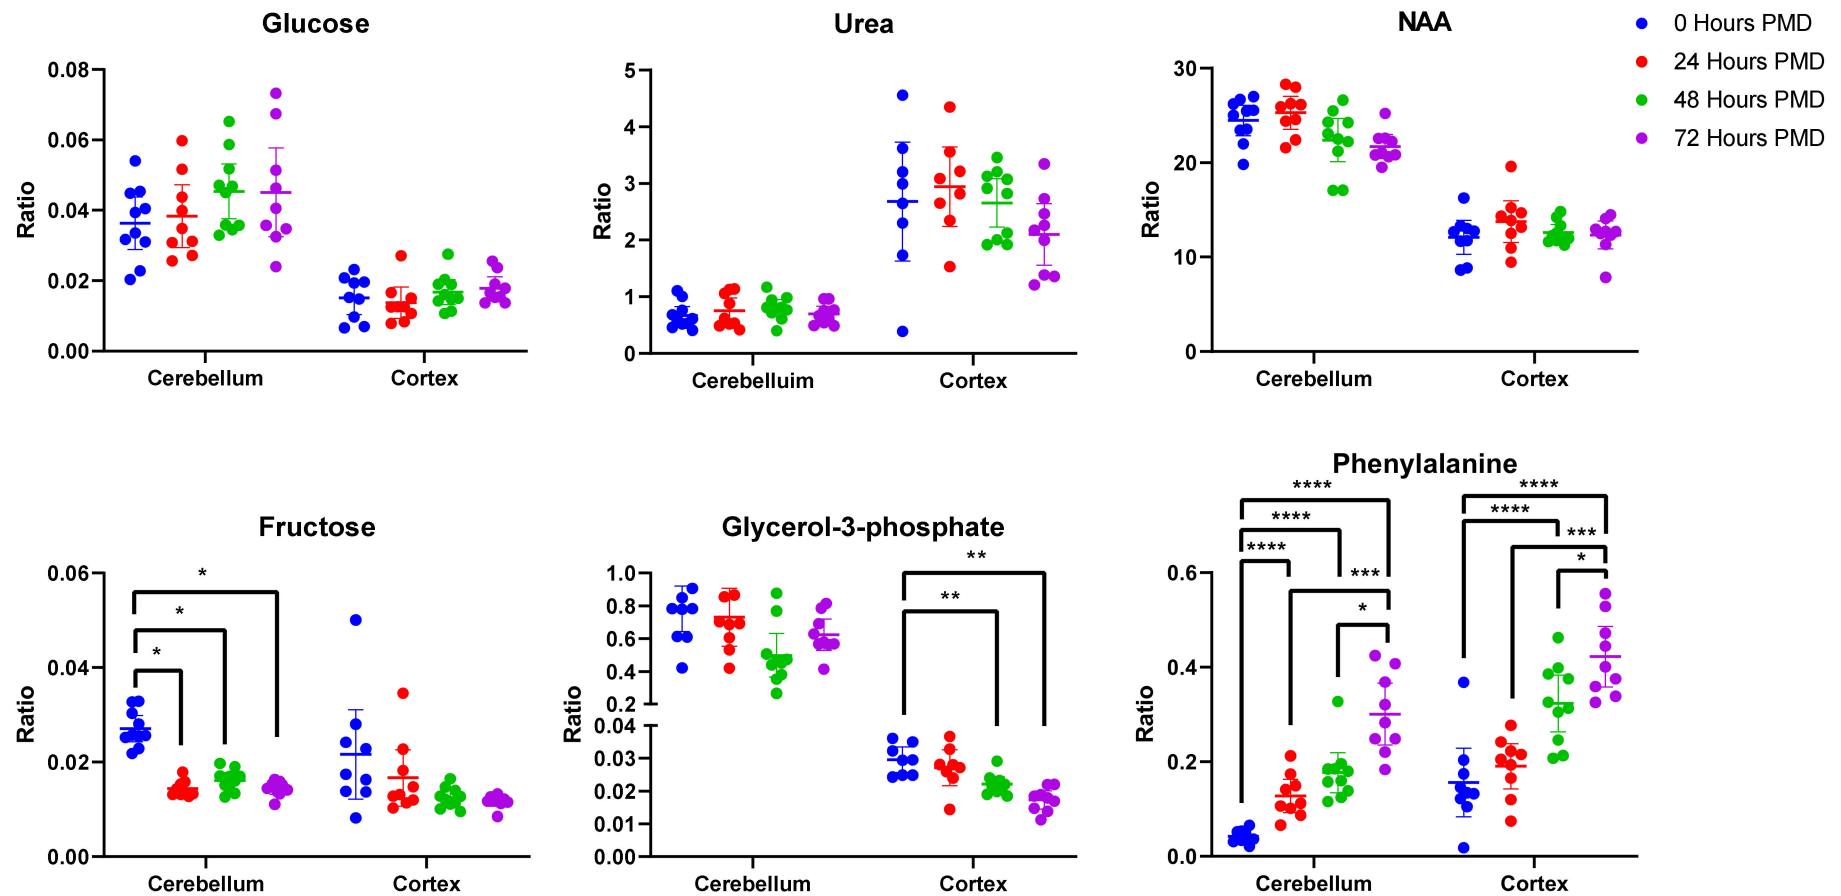 Glucose
Ratio
0.08
0.06
0.04
0.02
0.00
Cerebellum
Cortex
Urea
Ratio
5
4
3
2
1
0
Cerebelluim
Cortex
NAA
Ratio
30
20
10
0
Cerebellum
Cortex
0 Hours PMD
24 Hours PMD
48 Hours PMD
72 Hours PMD
Fructose
Ratio
0.06
0.04
0.02
0.00
*
*
*
Cerebellum
Cortex
Glycerol-3-phosphate
Ratio
1.0
0.8
0.6
0.4
0.2
0.04
0.03
0.02
0.01
0.00
**
**
Cerebellum
Cortex
Phenylalanine
Ratio
0.6
0.4
0.2
0.0
****
****
****
***
*
****
****
***
*
Cerebellum
Cortex